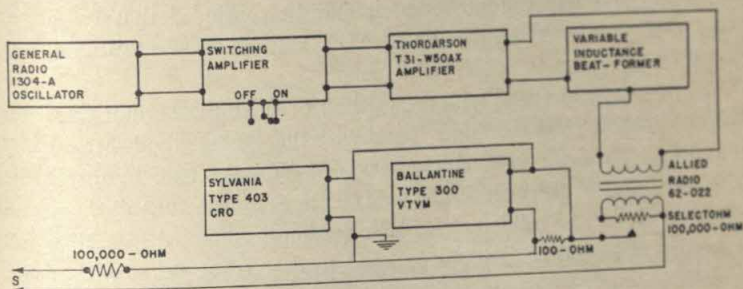 GENERAL
RADIO
1304-A
OSCILLATOR
SWITCHING
AMPLIFIER
OFF ON
THORDARSON
T31-W50AX
AMPLIFIER
VARIABLE
INDUCTANCE
BEAT-FORMER
SYLVANIA
TYPE 403
CRO
BALLANTINE
TYPE 300
VTVM
ALLIED
RADIO
62-022
SELECTOHM
100,000-OHM
100-OHM
100,000-OHM
S